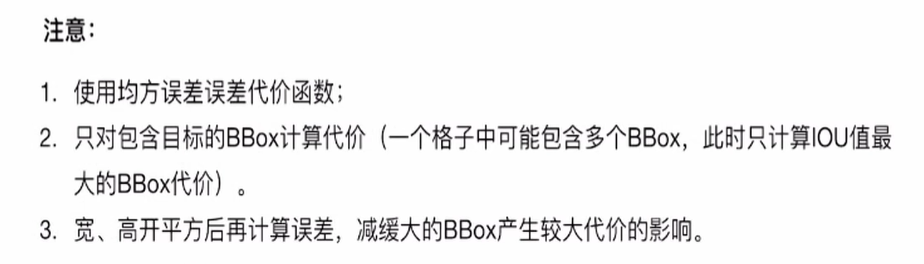 注意：
1. 使用均方误差误差代价函数；
2. 只对包含目标的BBox计算代价（一个格子中可能包含多个BBox，此时只计算IOU值最
大的BBox代价）。
3. 宽、高开平方后再计算误差，减缓大的BBox产生较大代价的影响。